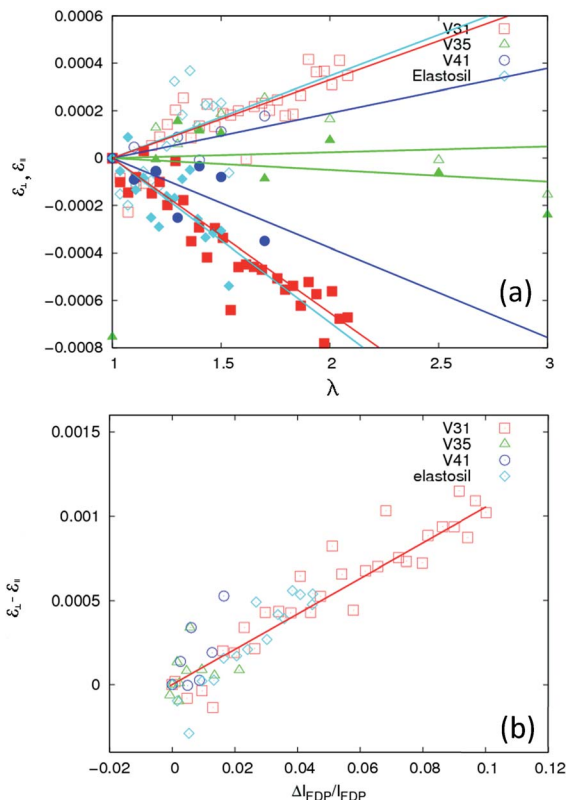 0.0006
0.0004
0.0002
0
-0.0002
-0.0004
-0.0006
-0.0008
ε⊥, ε∥
V31
V35
V41
Elastosil
(a)
1
1.5
2
2.5
3
λ
0.0015
0.001
0.0005
0
ε⊥ - ε∥
V31
V35
V41
elastosil
(b)
-0.02
0
0.02
0.04
0.06
0.08
0.1
0.12
ΔI_FDP/I_FDP